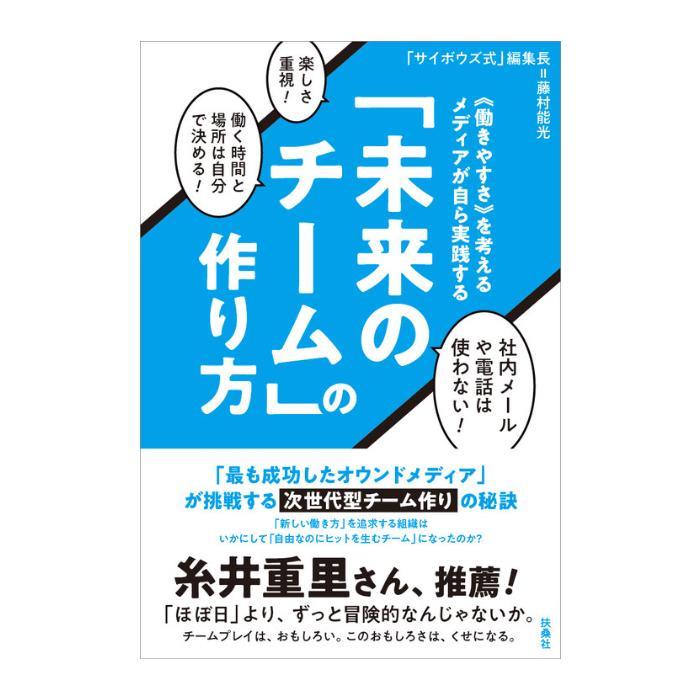 「サイボウズ式」編集長
=藤村能光
《働きやすさ》を考える
メディアが自ら実践する
「未来の
チーム」の
作り方
楽しさ
重視！
働く時間と
場所は自分
で決める！
社内メール
や電話は
使わない！
「最も成功したオウンドメディア」
が挑戦する 次世代型チーム作り の秘訣
「新しい働き方」を追求する組織は
いかにして「自由なのにヒットを生むチーム」になったのか？
糸井重里さん、推薦！
「ほぼ日」より、ずっと冒険的なんじゃないか。
チームプレイは、おもしろい。このおもしろさは、くせになる。
扶桑社